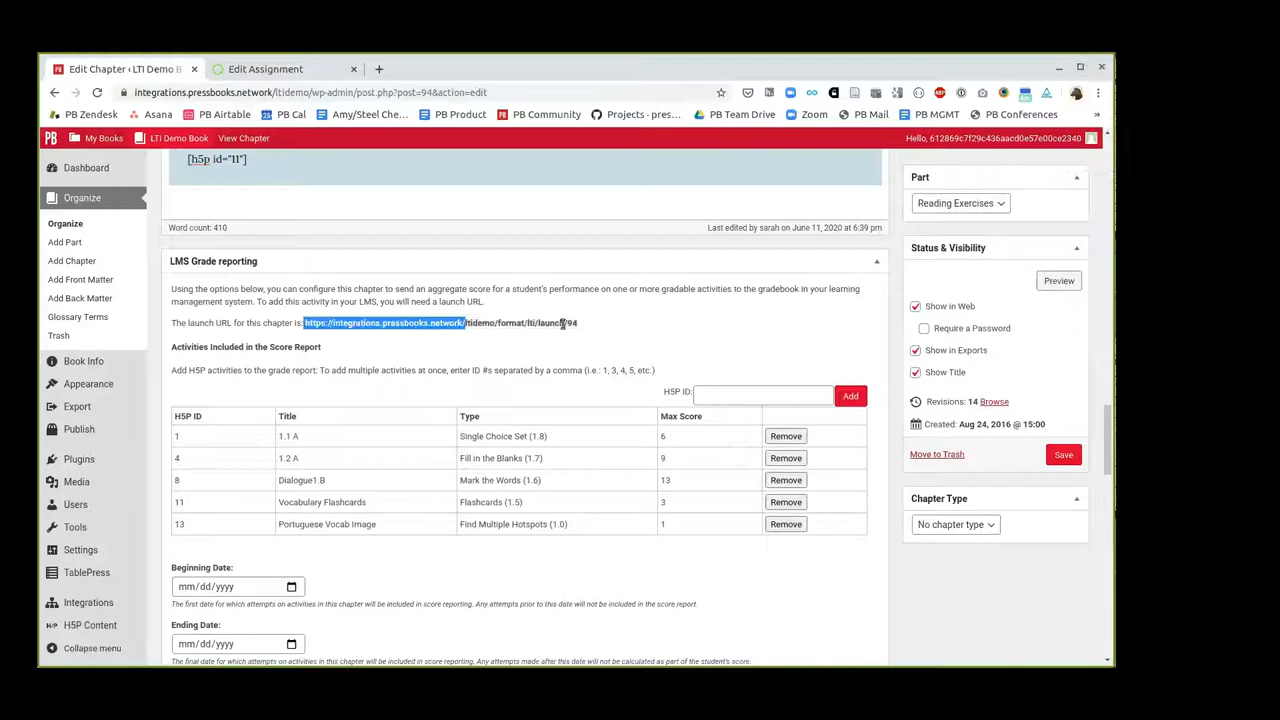 Edit Chapter ‹ LTI Demo B
Edit Assignment
integrations.pressbooks.network/ltidemo/wp-admin/post.php?post=94&action=edit
PB Zendesk
Asana
PB Airtable
PB Cal
Amy/Steel Che...
PB Product
PB Community
Projects · press...
PB Team Drive
Zoom
PB Mail
PB MGMT
PB Conferences
»
My Books
LTI Demo Book
View Chapter
Hello, 612869c7f29c436aacd0e57e00ce2340
Dashboard
Organize
Organize
Add Part
Add Chapter
Add Front Matter
Add Back Matter
Glossary Terms
Trash
Book Info
Appearance
Export
Publish
Plugins
Media
Users
Tools
Settings
TablePress
Integrations
H5P Content
Collapse menu
[h5p id="11"]
Word count: 410
Last edited by sarah on June 11, 2020 at 6:39 pm
LMS Grade reporting
Using the options below, you can configure this chapter to send an aggregate score for a student's performance on one or more gradable activities to the gradebook in your learning
management system. To add this activity in your LMS, you will need a launch URL.
The launch URL for this chapter is: https://integrations.pressbooks.network/ltidemo/format/lti/launch/94
Activities Included in the Score Report
Add H5P activities to the grade report: To add multiple activities at once, enter ID #s separated by a comma (i.e.: 1, 3, 4, 5, etc.)
H5P ID:
Add
H5P ID Title Type Max Score
1 1.1 A Single Choice Set (1.8) 6 Remove
4 1.2 A Fill in the Blanks (1.7) 9 Remove
8 Dialogue1.B Mark the Words (1.6) 13 Remove
11 Vocabulary Flashcards Flashcards (1.5) 3 Remove
13 Portuguese Vocab Image Find Multiple Hotspots (1.0) 1 Remove
Beginning Date:
mm/dd/yyyy
The first date for which attempts on activities in this chapter will be included in score reporting. Any attempts prior to this date will not be included in the score report.
Ending Date:
mm/dd/yyyy
The final date for which attempts on activities in this chapter will be included in score reporting. Any attempts made after this date will not be calculated as part of the student's score.
Part
Reading Exercises
Status & Visibility
Preview
Show in Web
Require a Password
Show in Exports
Show Title
Revisions: 14 Browse
Created: Aug 24, 2016 @ 15:00
Move to Trash
Save
Chapter Type
No chapter type